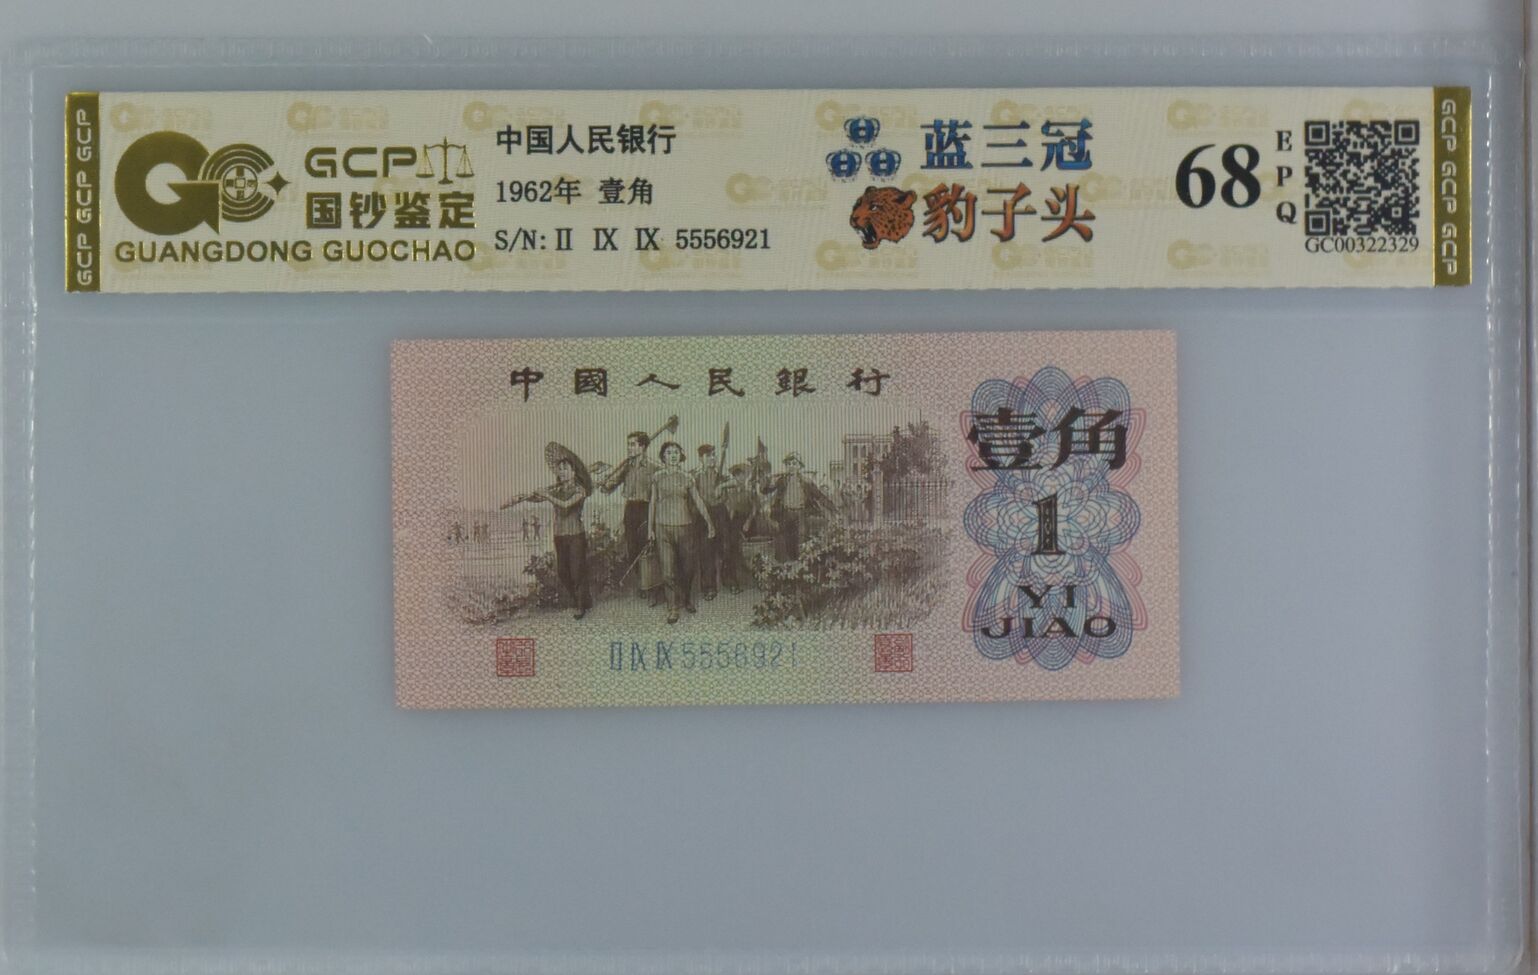 GCP GCP GCP
GCP
国钞鉴定
GUANGDONG GUOCHAO
中国人民银行
1962年 壹角
S/N: Ⅱ Ⅸ Ⅸ 5556921
蓝三冠
豹子头
68
EPQ
GC00322329
GCP GCP GCP
中國人民銀行
壹角
1
YI
JIAO
Ⅱ Ⅸ Ⅸ 5556921